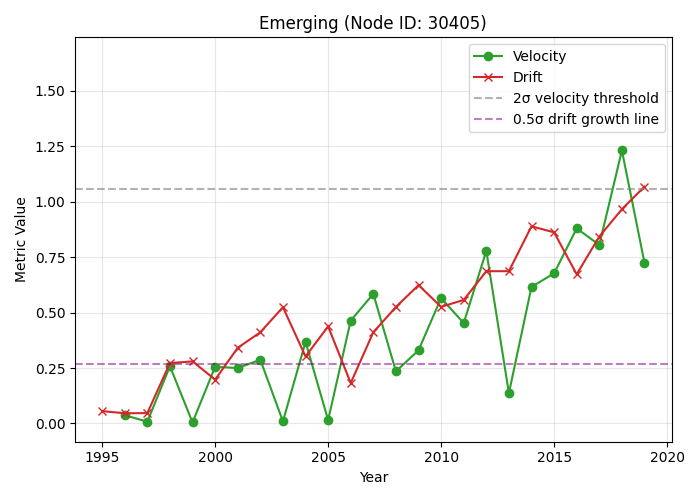 Emerging (Node ID: 30405)
Velocity
Drift
2σ velocity threshold
0.5σ drift growth line
Metric Value
1.50
1.25
1.00
0.75
0.50
0.25
0.00
1995 2000 2005 2010 2015 2020
Year